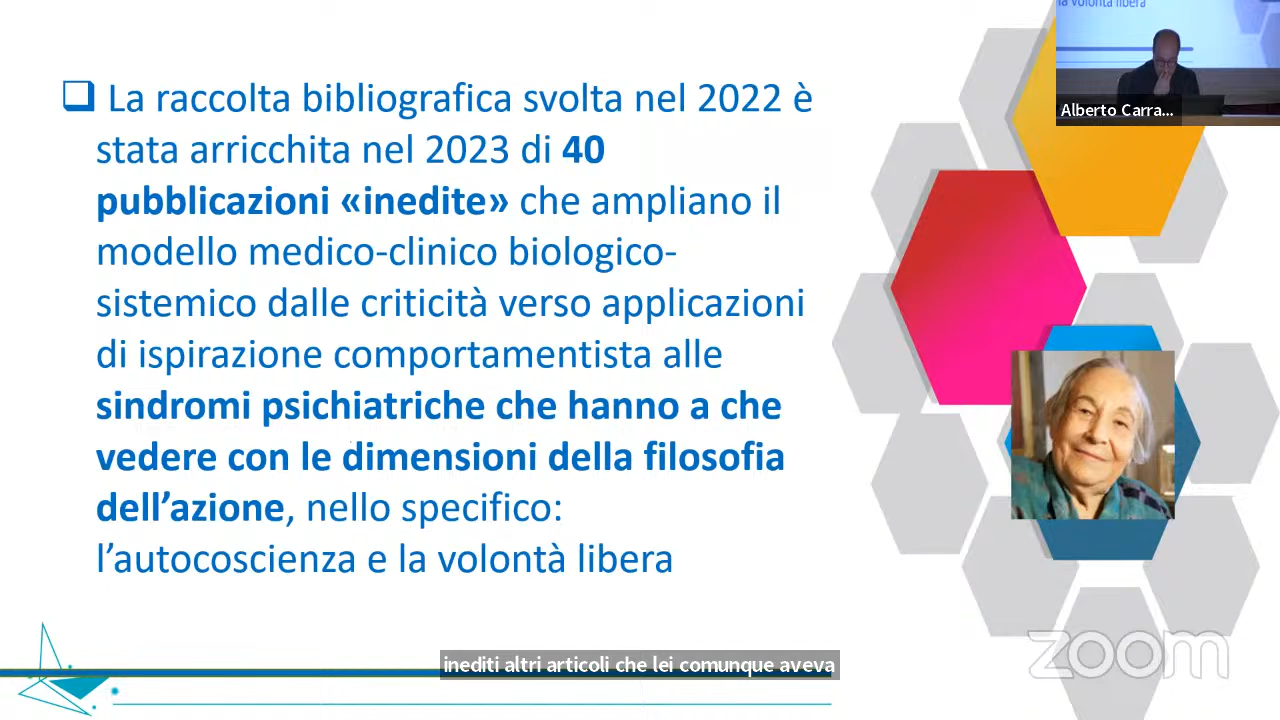 la volontà libera
Alberto Carra...
La raccolta bibliografica svolta nel 2022 è
stata arricchita nel 2023 di 40
pubblicazioni «inedite» che ampliano il
modello medico-clinico biologico-
sistemico dalle criticità verso applicazioni
di ispirazione comportamentista alle
sindromi psichiatriche che hanno a che
vedere con le dimensioni della filosofia
dell’azione, nello specifico:
l’autocoscienza e la volontà libera
inediti altri articoli che lei comunque aveva
zoom